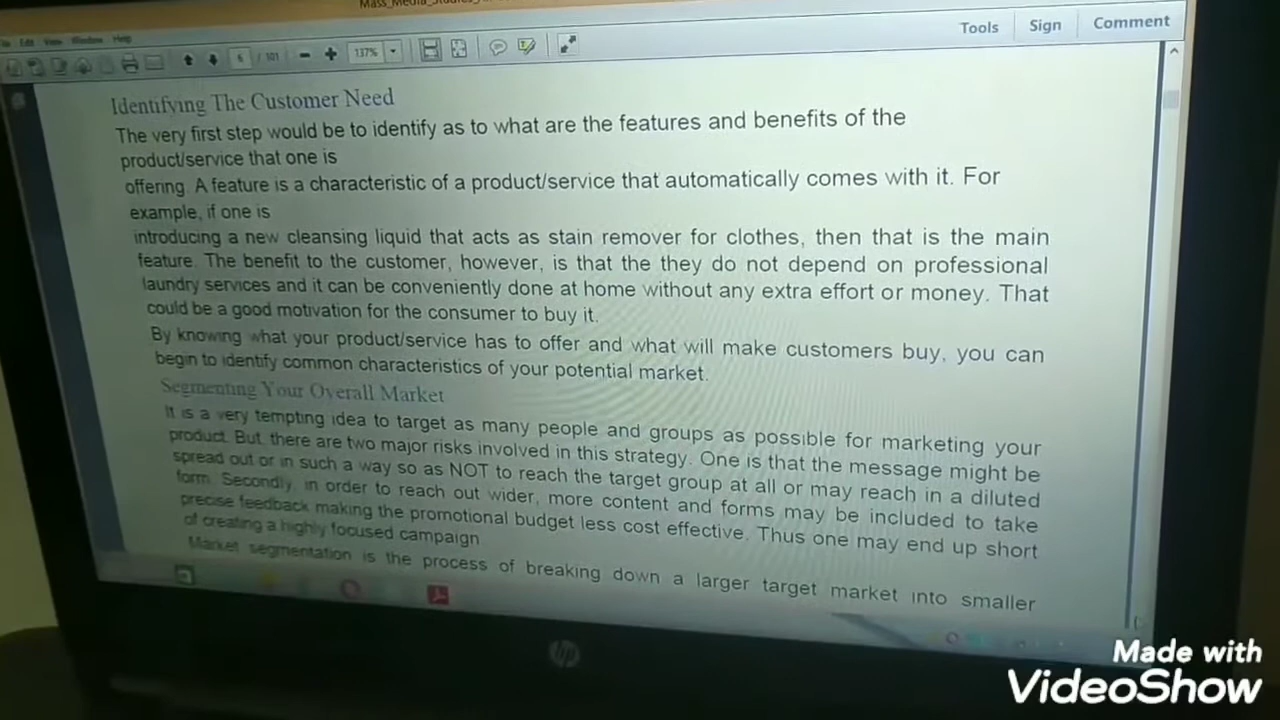 Mass_Media_Studies
Edit View Window Help
Tools Sign Comment
6 / 101 137%
Identifying The Customer Need
The very first step would be to identify as to what are the features and benefits of the
product/service that one is
offering. A feature is a characteristic of a product/service that automatically comes with it. For
example, if one is
introducing a new cleansing liquid that acts as stain remover for clothes, then that is the main
feature. The benefit to the customer, however, is that the they do not depend on professional
laundry services and it can be conveniently done at home without any extra effort or money. That
could be a good motivation for the consumer to buy it.
By knowing what your product/service has to offer and what will make customers buy, you can
begin to identify common characteristics of your potential market.
Segmenting Your Overall Market
It is a very tempting idea to target as many people and groups as possible for marketing your
product. But there are two major risks involved in this strategy. One is that the message might be
spread out or in such a way so as NOT to reach the target group at all or may reach in a diluted
form. Secondly, in order to reach out wider, more content and forms may be included to take
precise feedback making the promotional budget less cost effective. Thus one may end up short
of creating a highly focused campaign
Market segmentation is the process of breaking down a larger target market into smaller
hp
Made with
VideoShow